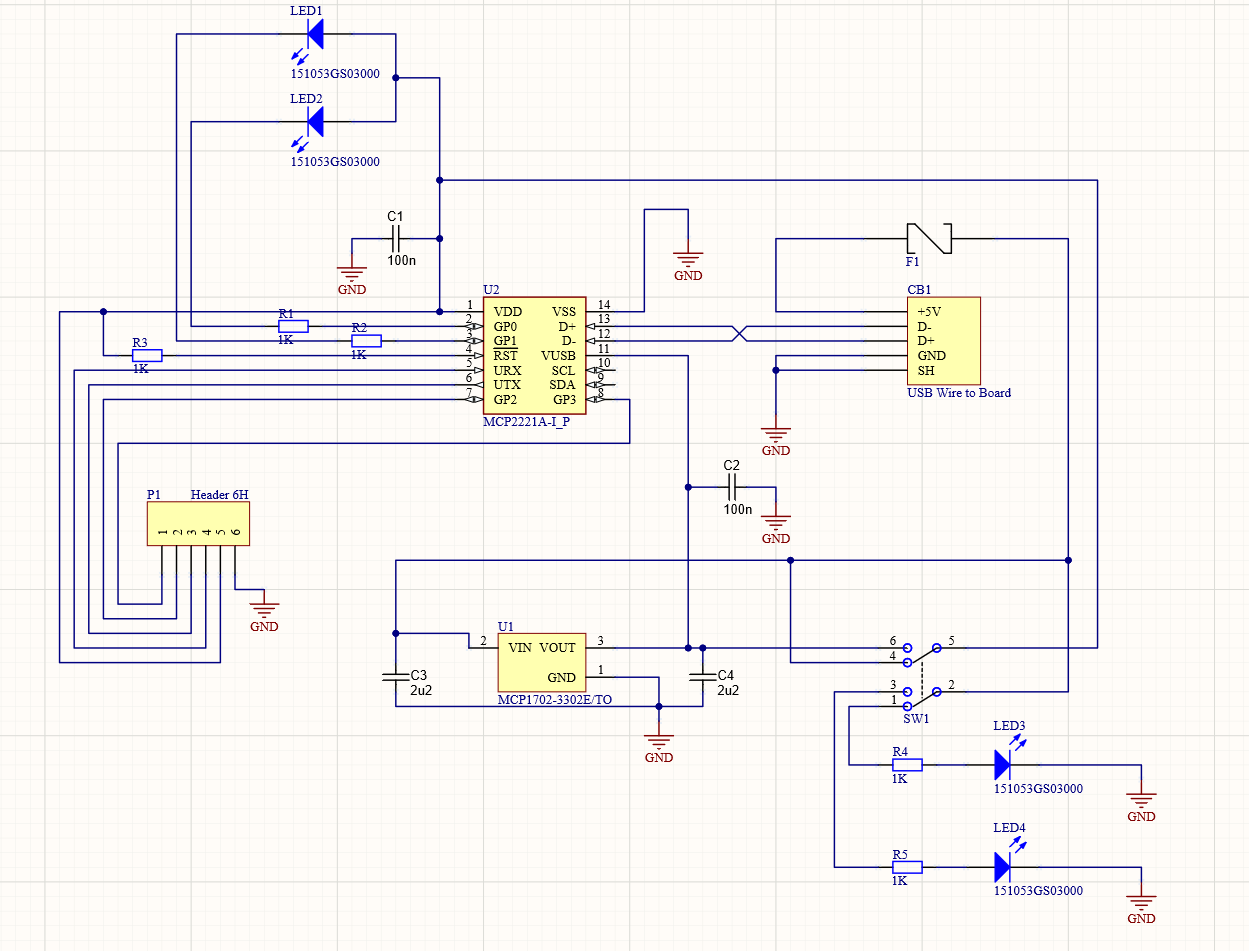 LED1
151053GS03000
LED2
151053GS03000
C1
100n
GND
GND
F1
CB1
+5V
D-
D+
GND
SH
USB Wire to Board
GND
U2
1 VDD VSS 14
2 GP0 D+ 13
3 GP1 D- 12
4 RST VUSB 11
5 URX SCL 10
6 UTX SDA 9
7 GP2 GP3 8
MCP2221A-I_P
R1
1K
R2
1K
R3
1K
C2
100n
GND
P1 Header 6H
1 2 3 4 5 6
GND
U1
2 VIN VOUT 3
GND 1
MCP1702-3302E/TO
C3
2u2
C4
2u2
GND
6 5
4
3 2
1
SW1
LED3
R4
1K
151053GS03000
GND
LED4
R5
1K
151053GS03000
GND